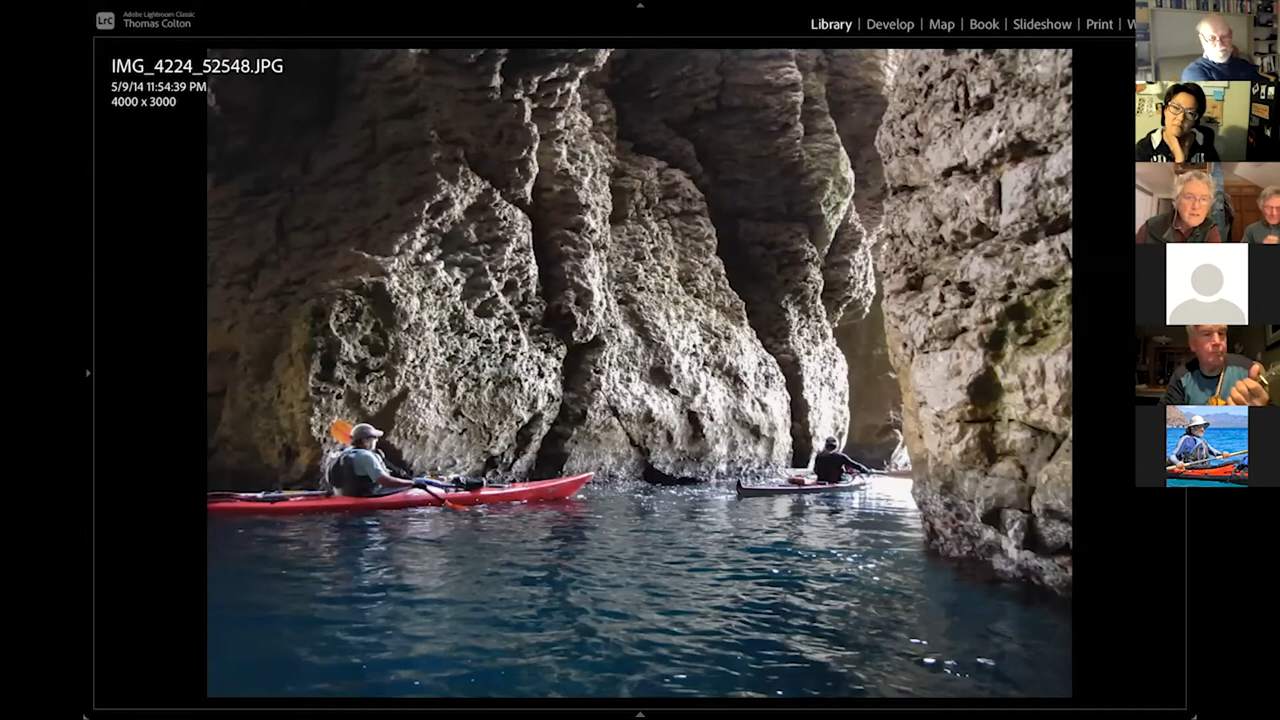 LrC
Adobe Lightroom Classic
Thomas Colton
Library | Develop | Map | Book | Slideshow | Print | W
IMG_4224_52548.JPG
5/9/14 11:54:39 PM
4000 x 3000